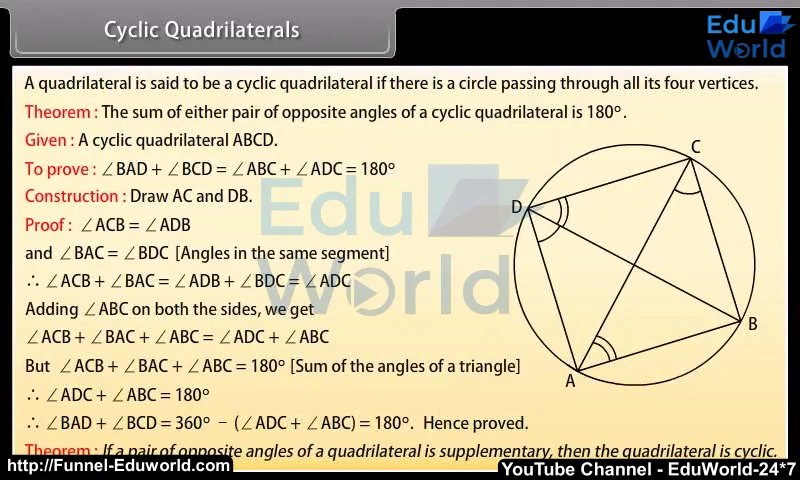 Cyclic Quadrilaterals
Edu
World
A quadrilateral is said to be a cyclic quadrilateral if there is a circle passing through all its four vertices.
Theorem : The sum of either pair of opposite angles of a cyclic quadrilateral is 180°.
Given : A cyclic quadrilateral ABCD.
To prove : ∠BAD + ∠BCD = ∠ABC + ∠ADC = 180°
Construction : Draw AC and DB.
Proof : ∠ACB = ∠ADB
and ∠BAC = ∠BDC [Angles in the same segment]
∴ ∠ACB + ∠BAC = ∠ADB + ∠BDC = ∠ADC
Adding ∠ABC on both the sides, we get
∠ACB + ∠BAC + ∠ABC = ∠ADC + ∠ABC
But ∠ACB + ∠BAC + ∠ABC = 180° [Sum of the angles of a triangle]
∴ ∠ADC + ∠ABC = 180°
∴ ∠BAD + ∠BCD = 360° − (∠ADC + ∠ABC) = 180°. Hence proved.
Theorem : If a pair of opposite angles of a quadrilateral is supplementary, then the quadrilateral is cyclic.
C
D
B
A
Edu
World
http://Funnel-Eduworld.com
YouTube Channel - EduWorld-24*7